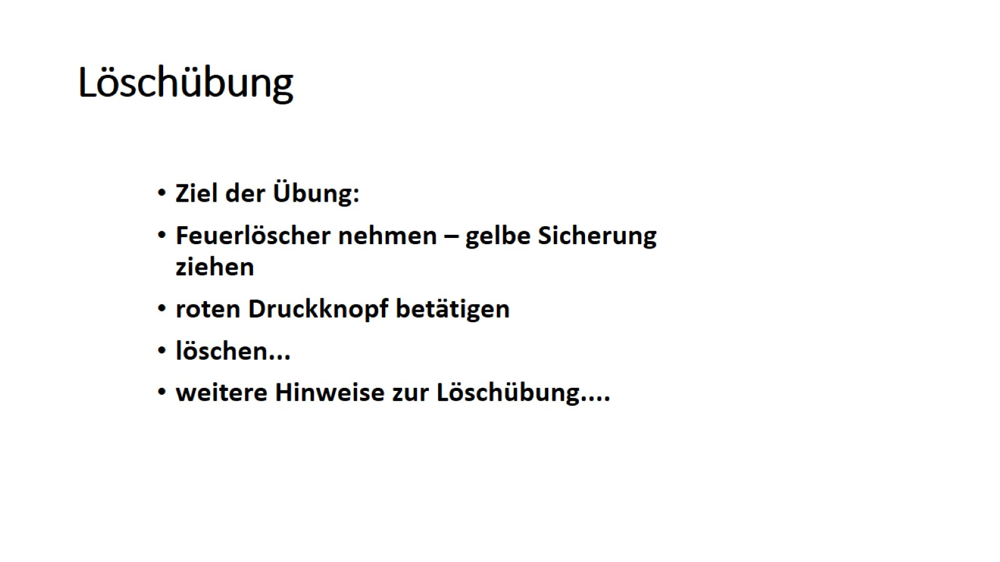 Löschübung
• Ziel der Übung:
• Feuerlöscher nehmen – gelbe Sicherung
ziehen
• roten Druckknopf betätigen
• löschen...
• weitere Hinweise zur Löschübung....